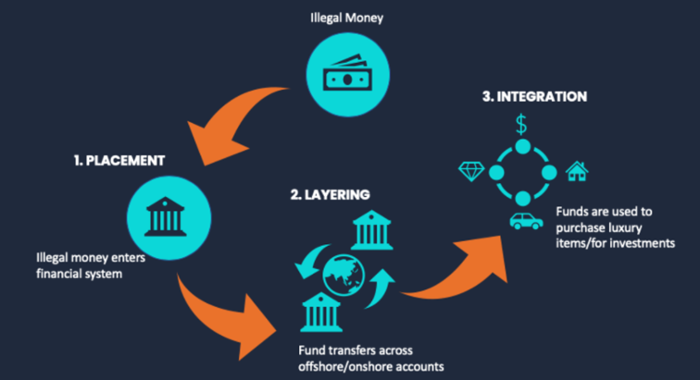 Illegal Money
1. PLACEMENT
Illegal money enters
financial system
2. LAYERING
Fund transfers across
offshore/onshore accounts
3. INTEGRATION
$
Funds are used to
purchase luxury
items/for investments